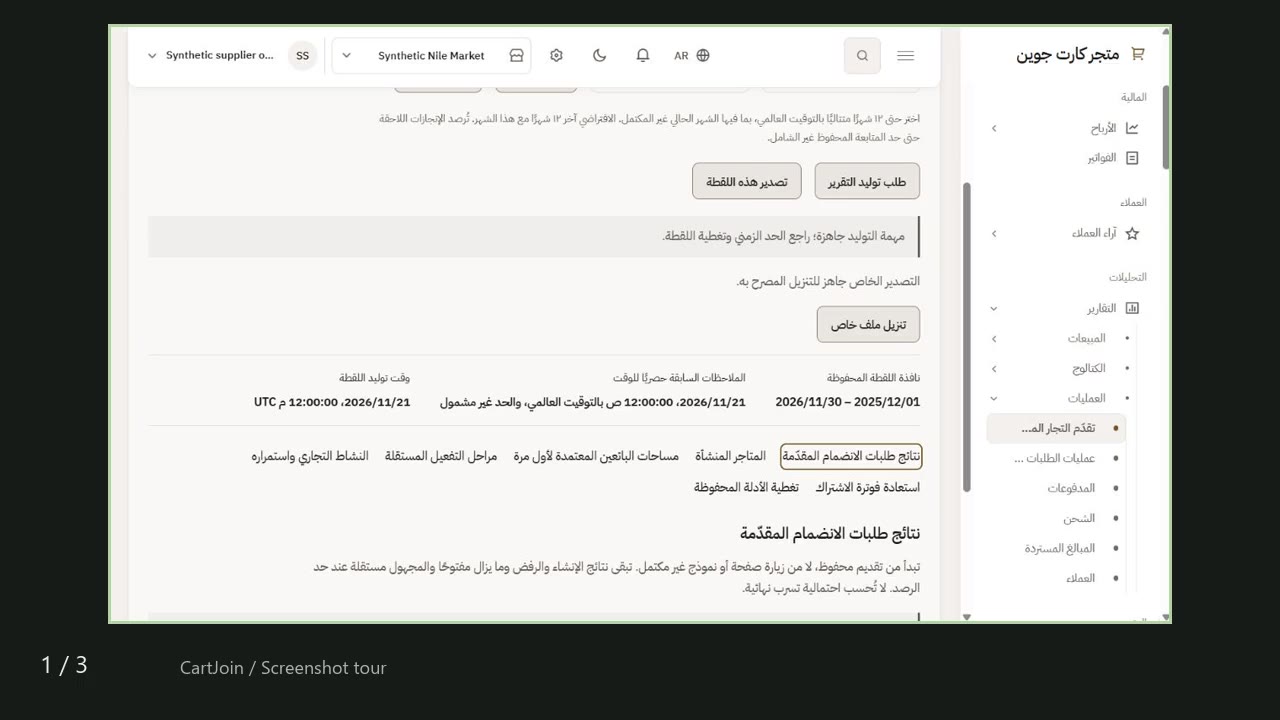 متجر كارت جوين
AR
Synthetic Nile Market
SS
Synthetic supplier o...
المالية
الأرباح
الفواتير
العملاء
آراء العملاء
التحليلات
التقارير
المبيعات
الكتالوج
العمليات
تقدّم التجار المـ...
عمليات الطلبات ...
المدفوعات
الشحن
المبالغ المستردة
العملاء
اختر حتى ١٢ شهرًا متتاليًا بالتوقيت العالمي، بما فيها الشهر الحالي غير المكتمل. الافتراضي آخر ١٢ شهرًا مع هذا الشهر. تُرصد الإنجازات اللاحقة
حتى حد المتابعة المحفوظ غير الشامل.
طلب توليد التقرير
تصدير هذه اللقطة
مهمة التوليد جاهزة؛ راجع الحد الزمني وتغطية اللقطة.
التصدير الخاص جاهز للتنزيل المصرح به.
تنزيل ملف خاص
نافذة اللقطة المحفوظة
2025/12/01 – 2026/11/30
الملاحظات السابقة حصريًا للوقت
2026/11/21، 12:00:00 ص بالتوقيت العالمي، والحد غير مشمول
وقت توليد اللقطة
2026/11/21، 12:00:00 م UTC
نتائج طلبات الانضمام المقدّمة
المتاجر المنشأة
مساحات البائعين المعتمدة لأول مرة
مراحل التفعيل المستقلة
النشاط التجاري واستمراره
استعادة فوترة الاشتراك
تغطية الأدلة المحفوظة
نتائج طلبات الانضمام المقدّمة
تبدأ من تقديم محفوظ، لا من زيارة صفحة أو نموذج غير مكتمل. تبقى نتائج الإنشاء والرفض وما يزال مفتوحًا والمجهول مستقلة عند حد
الرصد. لا تُحسب احتمالية تسرب نهائية.
1 / 3
CartJoin / Screenshot tour